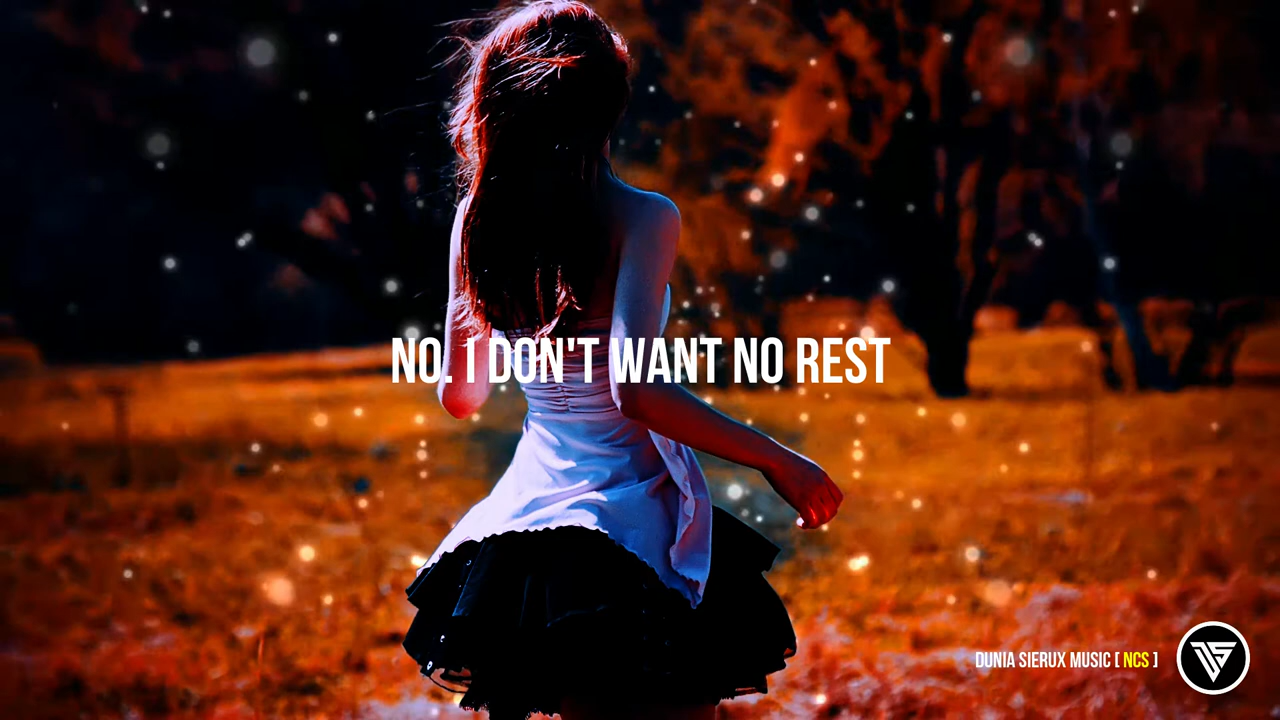 NO. I DON'T WANT NO REST
DUNIA SIERUX MUSIC [ NCS ]